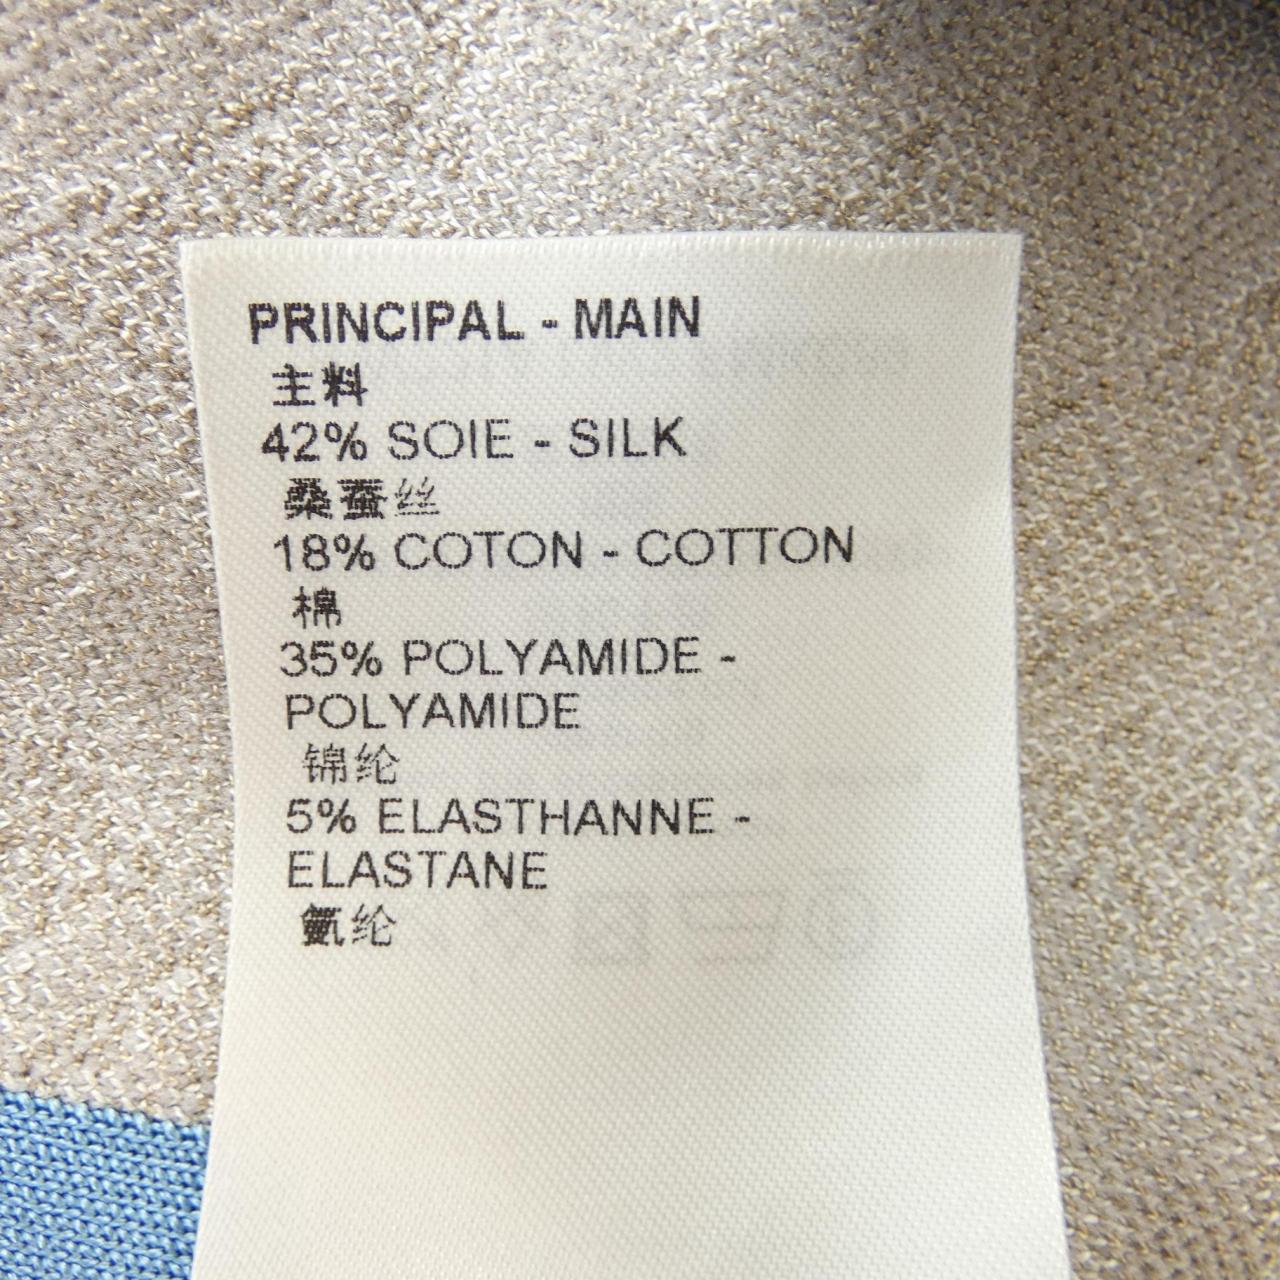 PRINCIPAL - MAIN
主料
42% SOIE - SILK
桑蚕丝
18% COTON - COTTON
棉
35% POLYAMIDE -
POLYAMIDE
锦纶
5% ELASTHANNE -
ELASTANE
氨纶